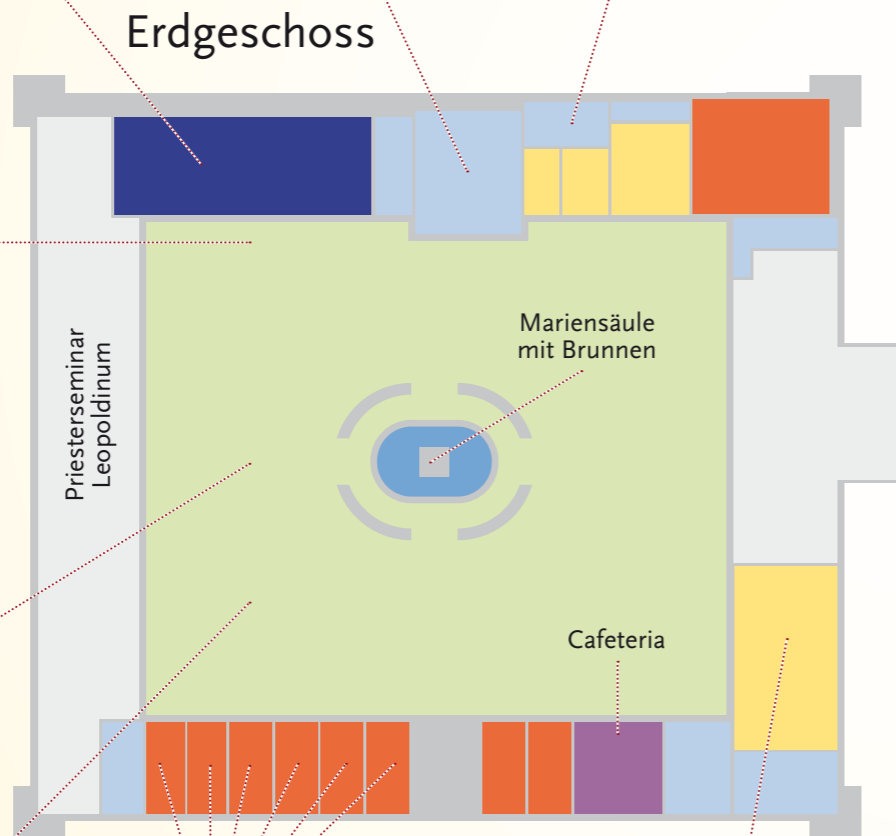 Erdgeschoss
Mariensäule
mit Brunnen
Priesterseminar
Leopoldinum
Cafeteria